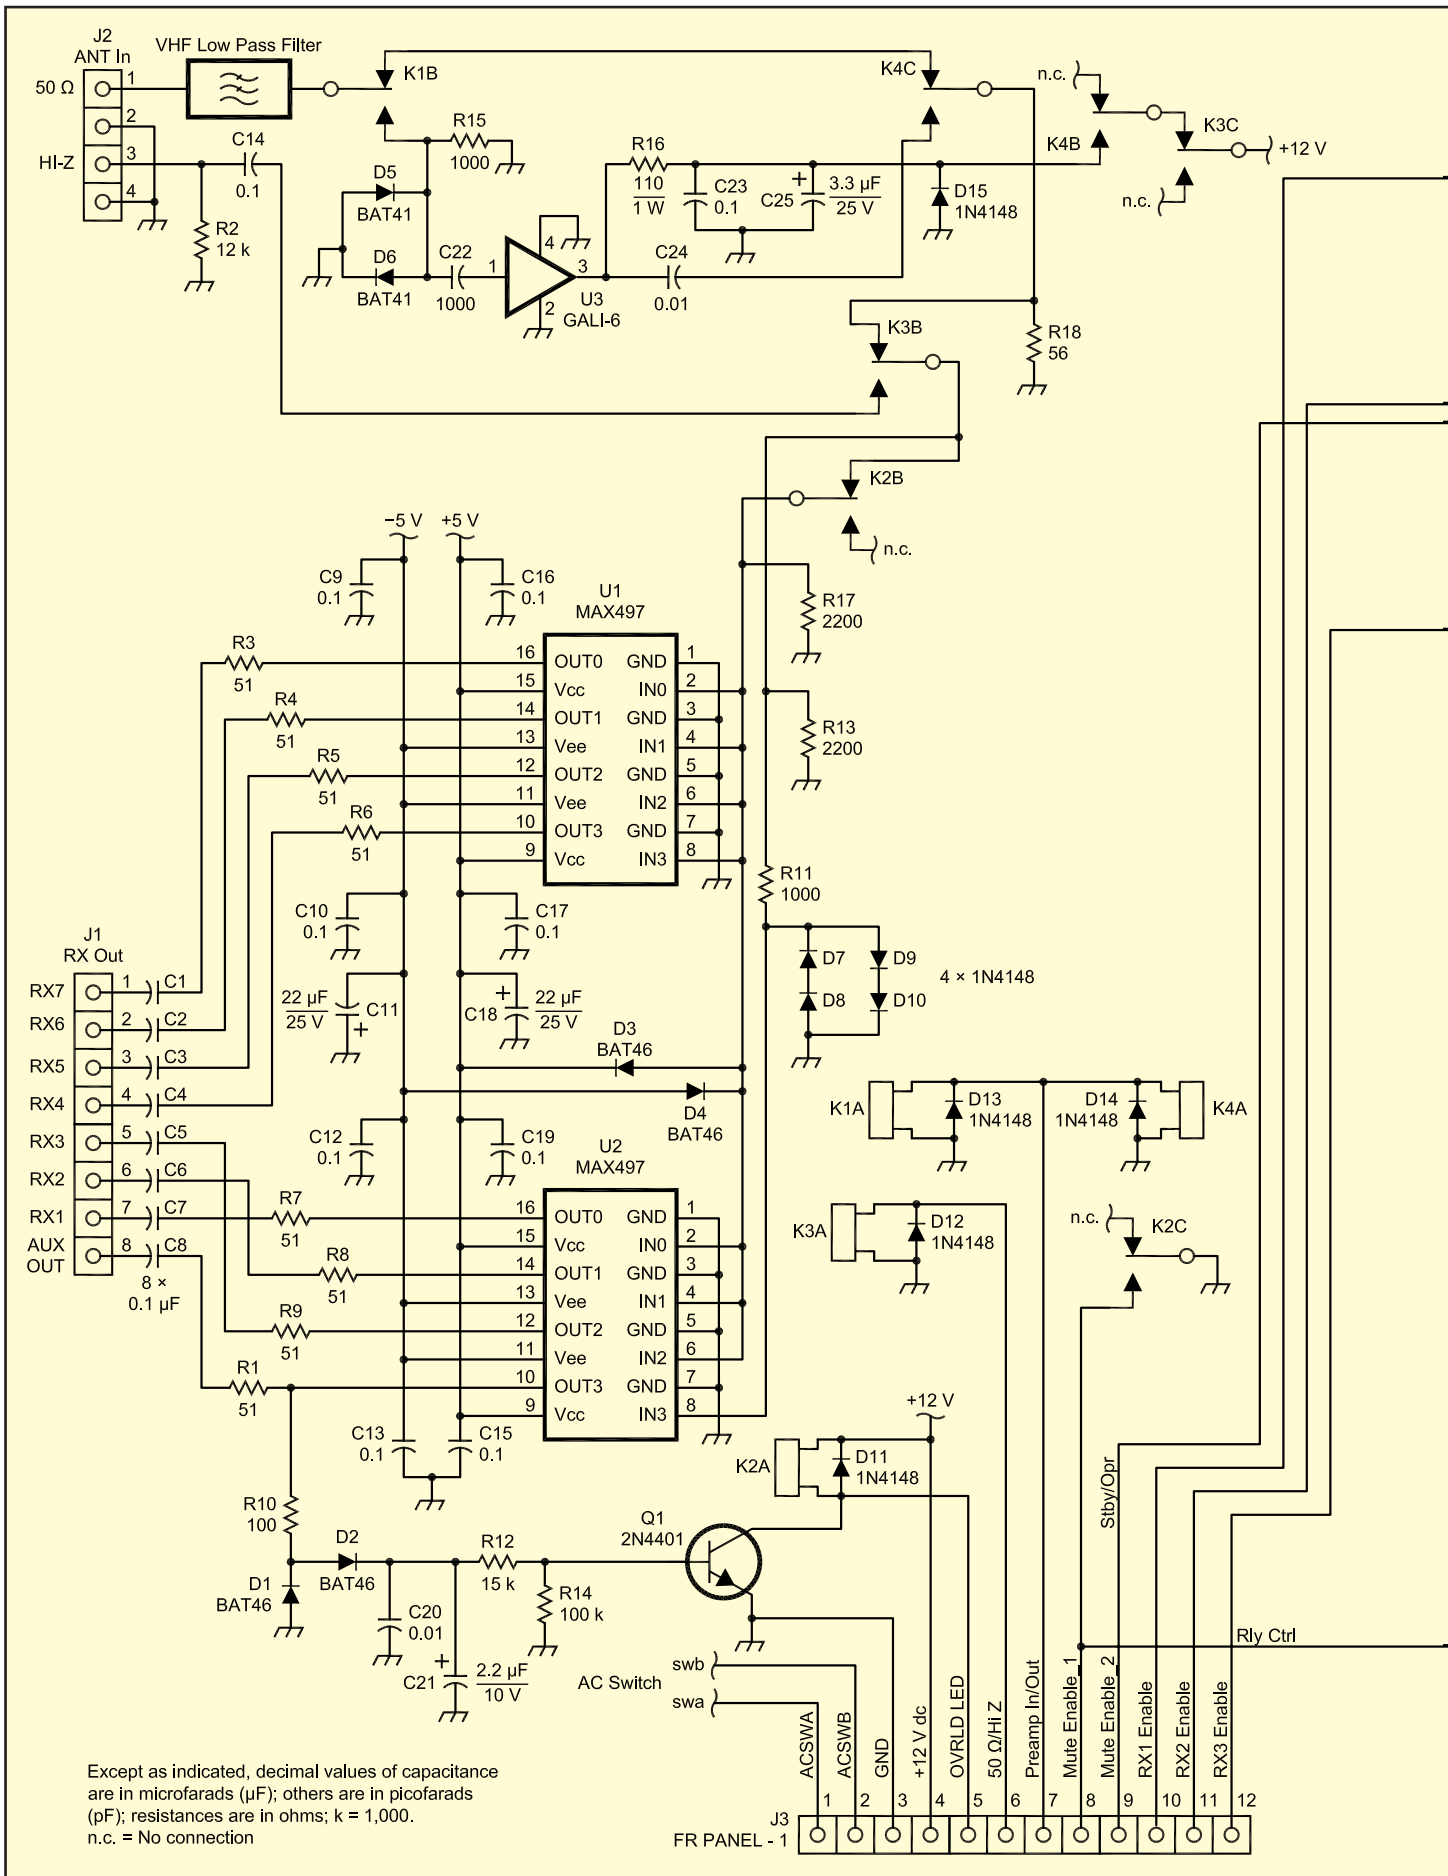 J2
ANT In
VHF Low Pass Filter
50 Ω
1
2
HI-Z
3
4
C14
0.1
R2
12 k
K1B
R15
1000
D5
BAT41
D6
BAT41
C22
1000
1
4
3
2
U3
GALI-6
R16
110
1 W
C23
0.1
C25
+
3.3 µF
25 V
C24
0.01
K4C
D15
1N4148
n.c.
K4B
K3C
+12 V
n.c.
K3B
R18
56
K2B
n.c.
−5 V
+5 V
C9
0.1
C16
0.1
U1
MAX497
R17
2200
R13
2200
R3
51
R4
51
R5
51
R6
51
16 OUT0 GND 1
15 Vcc IN0 2
14 OUT1 GND 3
13 Vee IN1 4
12 OUT2 GND 5
11 Vee IN2 6
10 OUT3 GND 7
9 Vcc IN3 8
R11
1000
C10
0.1
C17
0.1
22 µF
25 V
C11
+
C18
+
22 µF
25 V
D7
D8
D9
D10
4 × 1N4148
D3
BAT46
D4
BAT46
J1
RX Out
RX7 1 C1
RX6 2 C2
RX5 3 C3
RX4 4 C4
RX3 5 C5
RX2 6 C6
RX1 7 C7
AUX
OUT
8 C8
8 ×
0.1 µF
C12
0.1
C19
0.1
U2
MAX497
R7
51
R8
51
R9
51
R1
51
16 OUT0 GND 1
15 Vcc IN0 2
14 OUT1 GND 3
13 Vee IN1 4
12 OUT2 GND 5
11 Vee IN2 6
10 OUT3 GND 7
9 Vcc IN3 8
C13
0.1
C15
0.1
K1A
D13
1N4148
D14
1N4148
K4A
K3A
D12
1N4148
n.c.
K2C
+12 V
K2A
D11
1N4148
R10
100
D1
BAT46
D2
BAT46
C20
0.01
C21
+
2.2 µF
10 V
R12
15 k
R14
100 k
Q1
2N4401
AC Switch
swb
swa
Stby/Opr
Rly Ctrl
ACSWA
ACSWB
GND
+12 V dc
OVRLD LED
50 Ω/Hi Z
Preamp In/Out
Mute Enable_1
Mute Enable_2
RX1 Enable
RX2 Enable
RX3 Enable
1 2 3 4 5 6 7 8 9 10 11 12
J3
FR PANEL - 1
Except as indicated, decimal values of capacitance
are in microfarads (µF); others are in picofarads
(pF); resistances are in ohms; k = 1,000.
n.c. = No connection